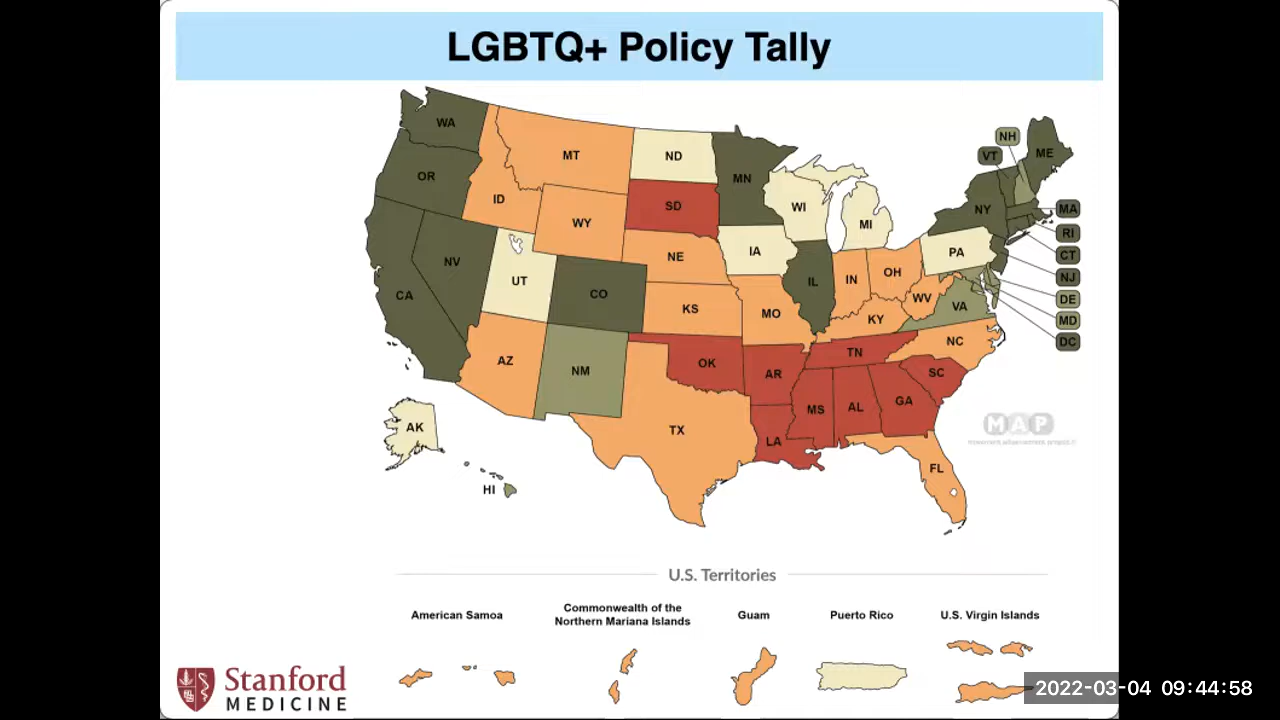 LGBTQ+ Policy Tally
WA
MT
ND
MN
OR
ID
WY
SD
WI
MI
NH
VT
ME
NY
MA
RI
CT
NJ
DE
MD
DC
NV
UT
CO
NE
IA
IL
IN
OH
PA
WV
VA
CA
KS
MO
KY
NC
AZ
NM
OK
AR
TN
SC
TX
LA
MS
AL
GA
FL
AK
HI
MAP
U.S. Territories
American Samoa
Commonwealth of the
Northern Mariana Islands
Guam
Puerto Rico
U.S. Virgin Islands
Stanford
MEDICINE
2022-03-04 09:44:58